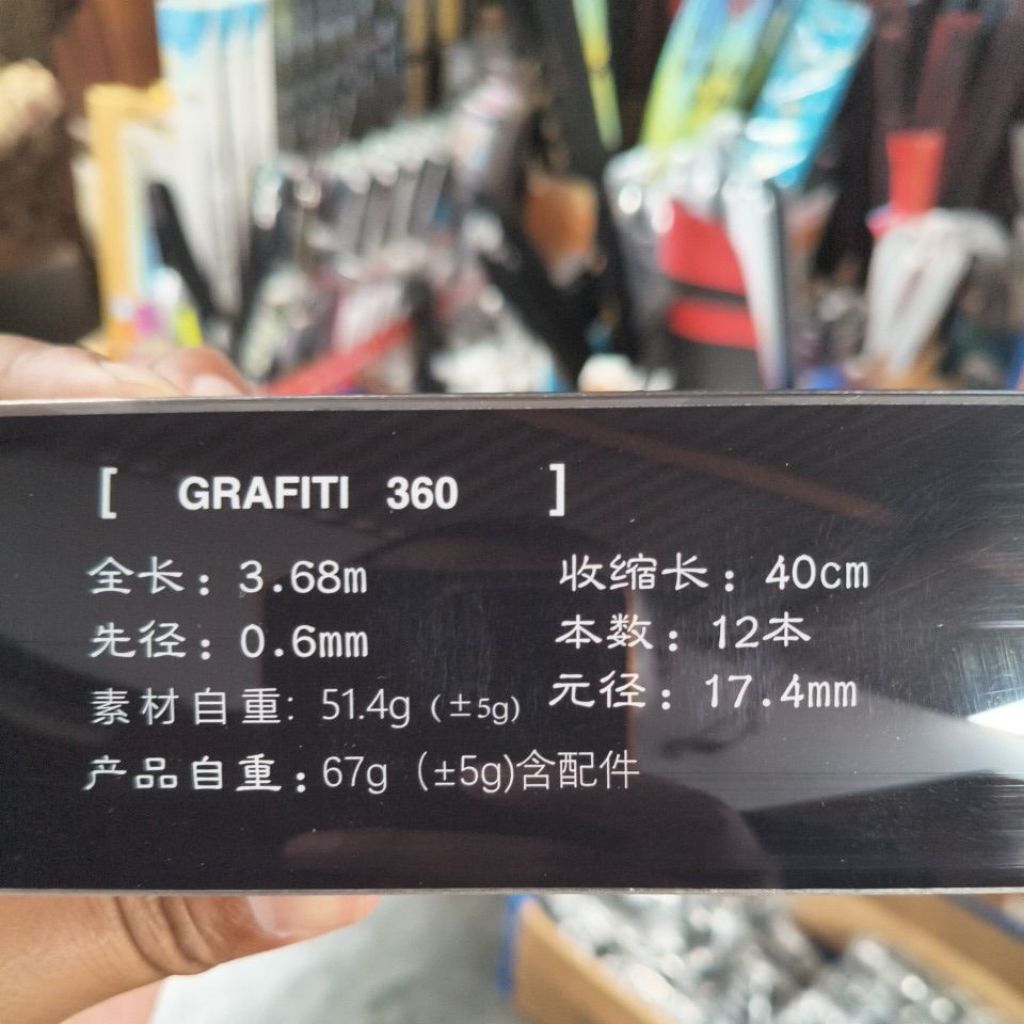 [ GRAFITI 360 ]
全长：3.68m 收缩长：40cm
先径：0.6mm 本数：12本
素材自重: 51.4g (±5g) 元径：17.4mm
产品自重：67g (±5g)含配件